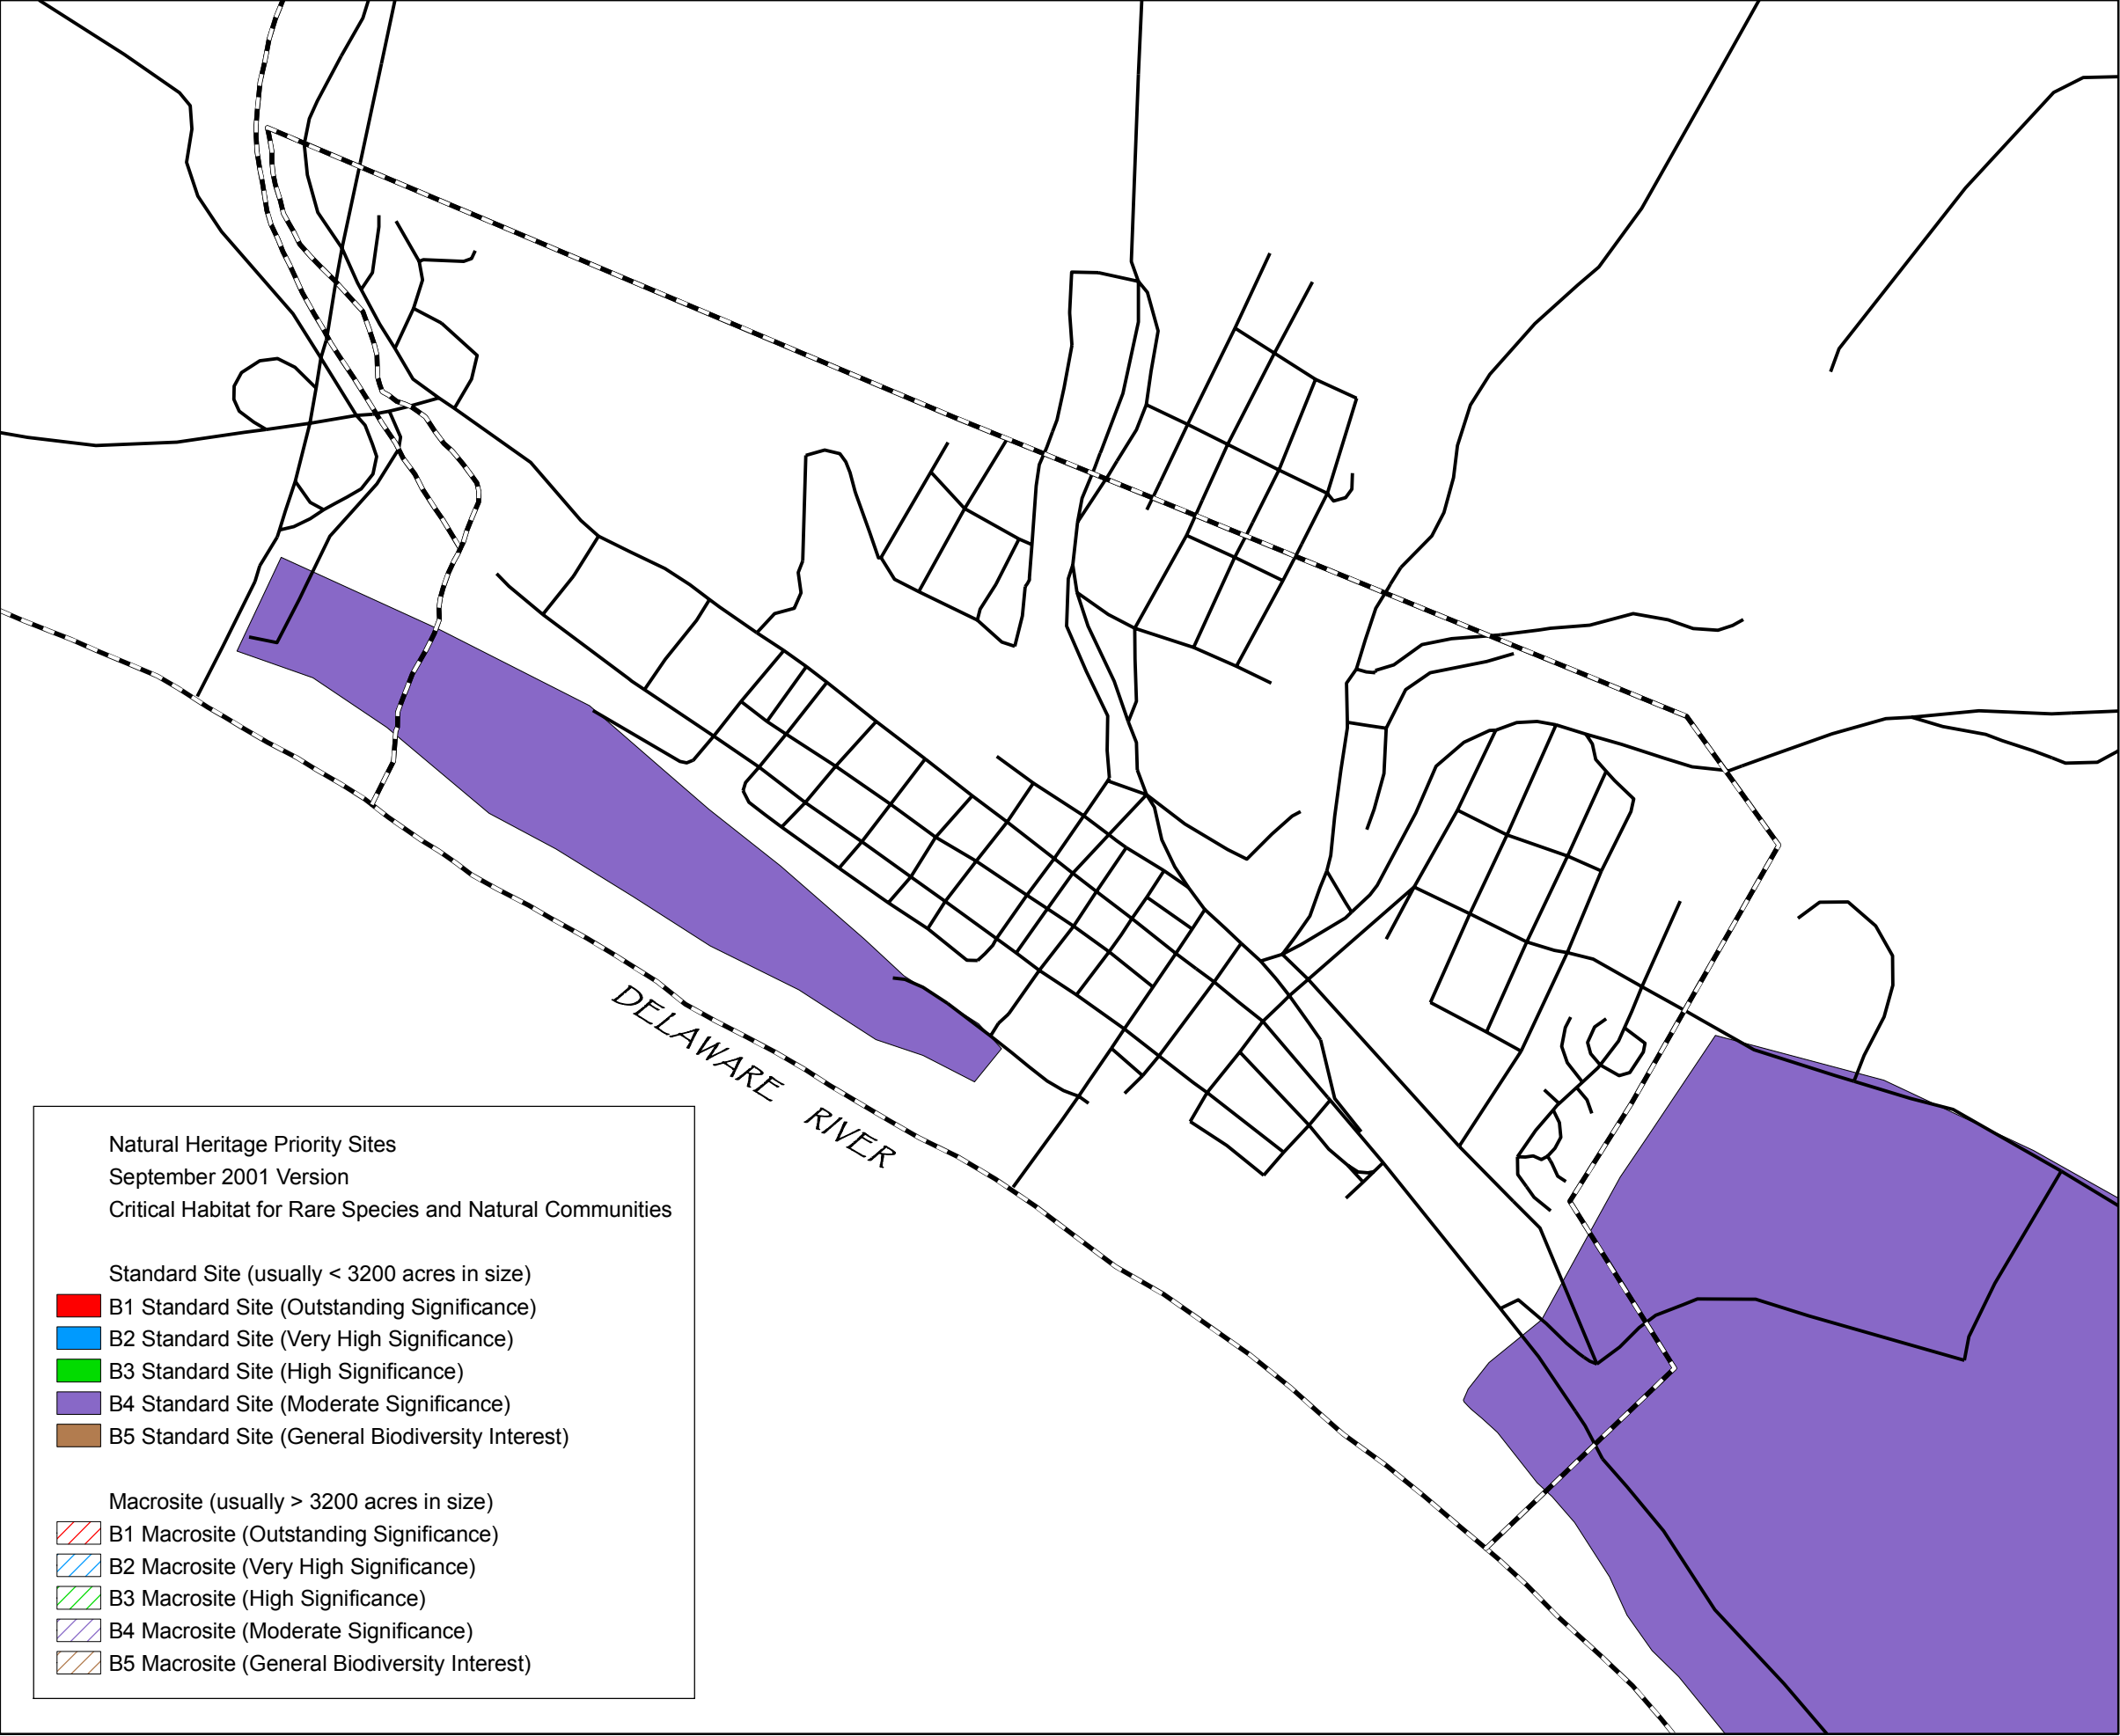 DELAWARE RIVER
Natural Heritage Priority Sites
September 2001 Version
Critical Habitat for Rare Species and Natural Communities
Standard Site (usually < 3200 acres in size)
B1 Standard Site (Outstanding Significance)
B2 Standard Site (Very High Significance)
B3 Standard Site (High Significance)
B4 Standard Site (Moderate Significance)
B5 Standard Site (General Biodiversity Interest)
Macrosite (usually > 3200 acres in size)
B1 Macrosite (Outstanding Significance)
B2 Macrosite (Very High Significance)
B3 Macrosite (High Significance)
B4 Macrosite (Moderate Significance)
B5 Macrosite (General Biodiversity Interest)